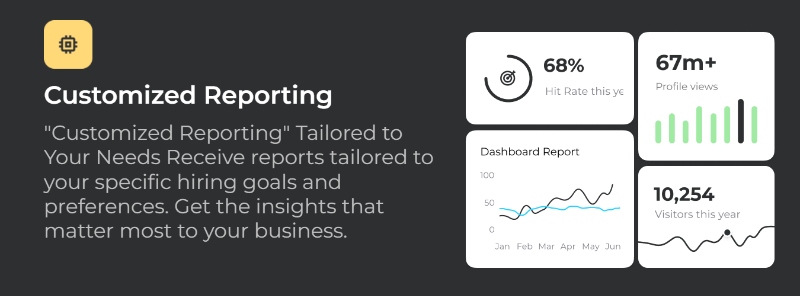 Customized Reporting
"Customized Reporting" Tailored to
Your Needs Receive reports tailored to
your specific hiring goals and
preferences. Get the insights that
matter most to your business.
68%
Hit Rate this ye
67m+
Profile views
Dashboard Report
100
50
0
Jan Feb Mar Apr May Jun
10,254
Visitors this year